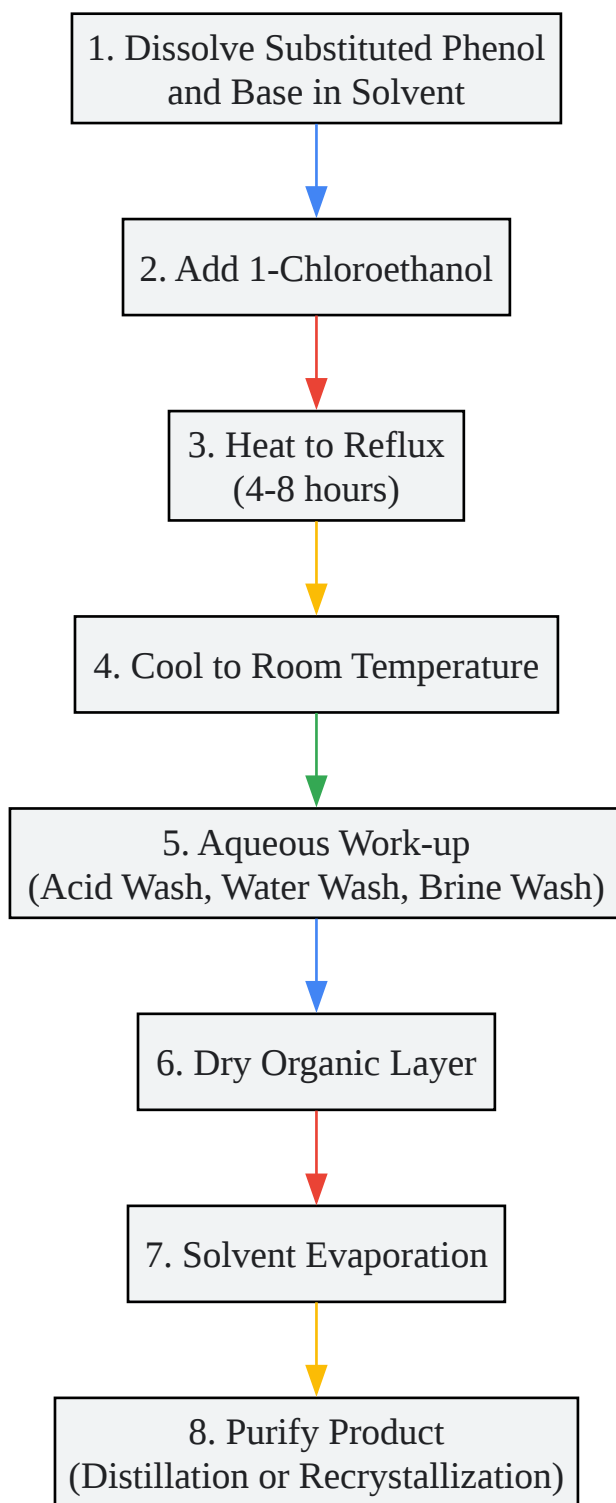 1. Dissolve Substituted Phenol
and Base in Solvent
2. Add 1-Chloroethanol
3. Heat to Reflux
(4-8 hours)
4. Cool to Room Temperature
5. Aqueous Work-up
(Acid Wash, Water Wash, Brine Wash)
6. Dry Organic Layer
7. Solvent Evaporation
8. Purify Product
(Distillation or Recrystallization)